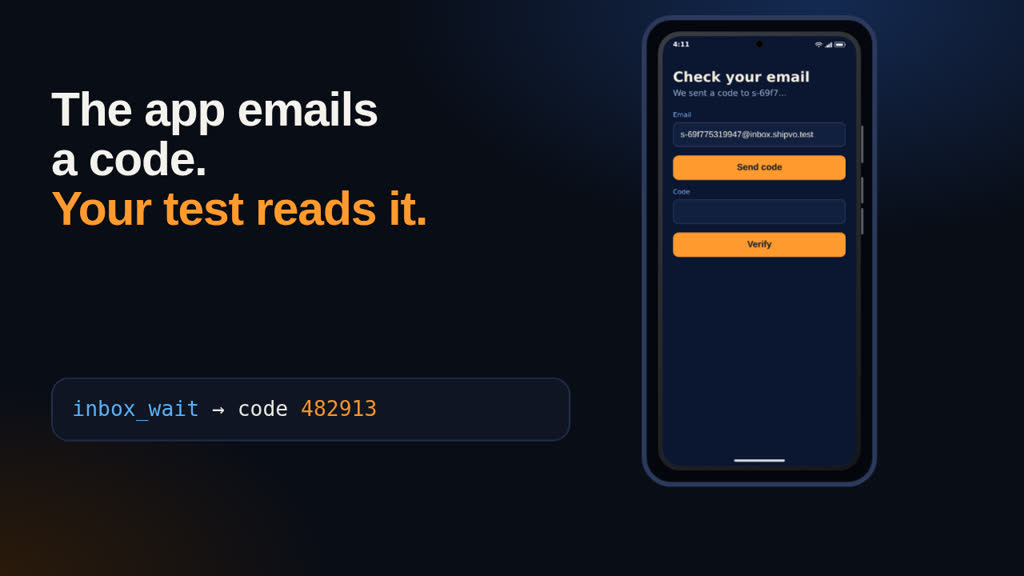 The app emails
a code.
Your test reads it.
inbox_wait → code 482913
4:11
Check your email
We sent a code to s-69f7...
Email
s-69f775319947@inbox.shipvo.test
Send code
Code
Verify